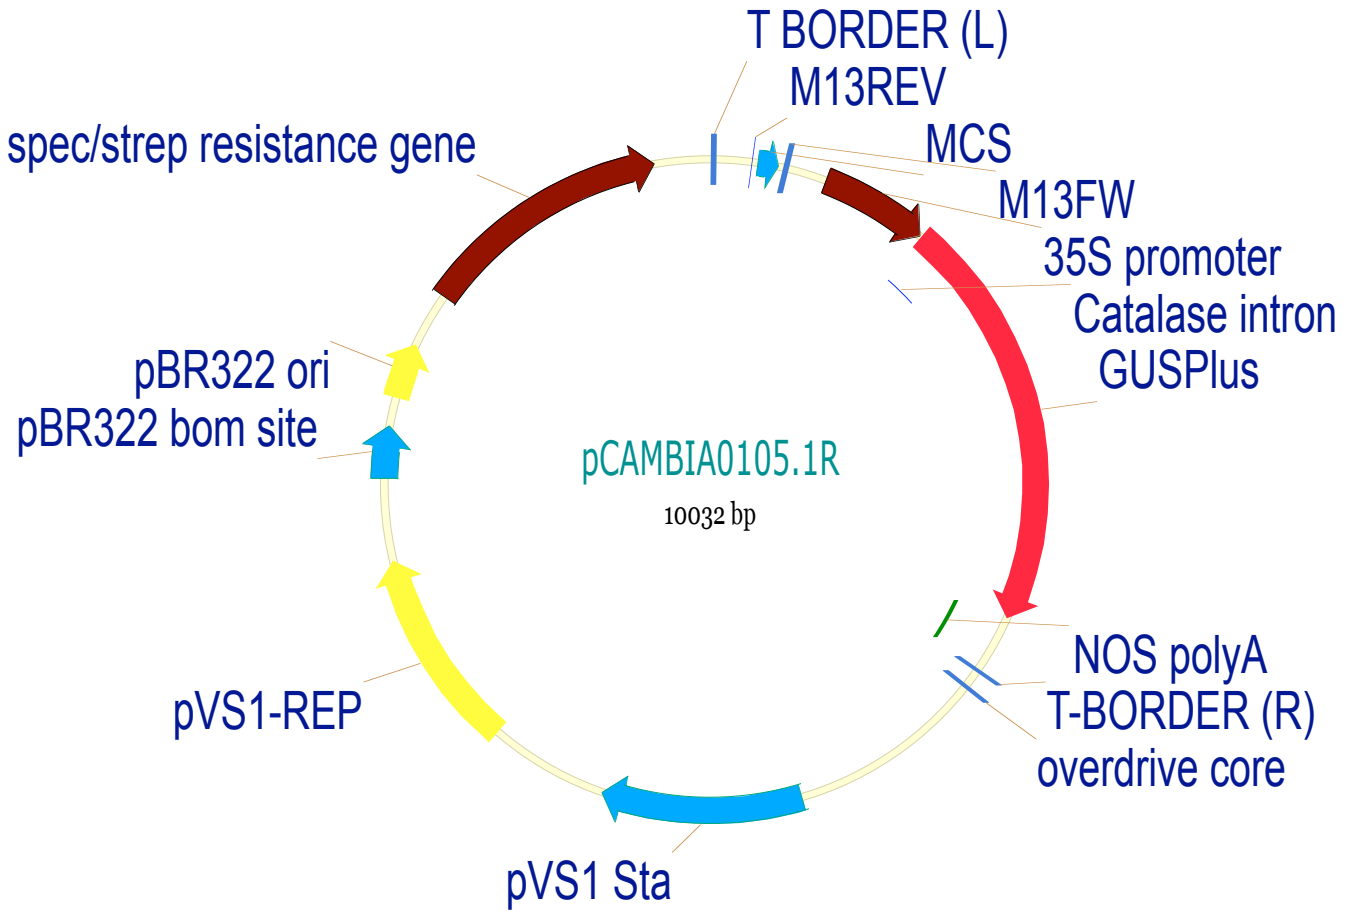 T BORDER (L)
M13REV
MCS
M13FW
35S promoter
Catalase intron
GUSPlus
spec/strep resistance gene
pBR322 ori
pBR322 bom site
pCAMBIA0105.1R
10032 bp
NOS polyA
T-BORDER (R)
overdrive core
pVS1-REP
pVS1 Sta